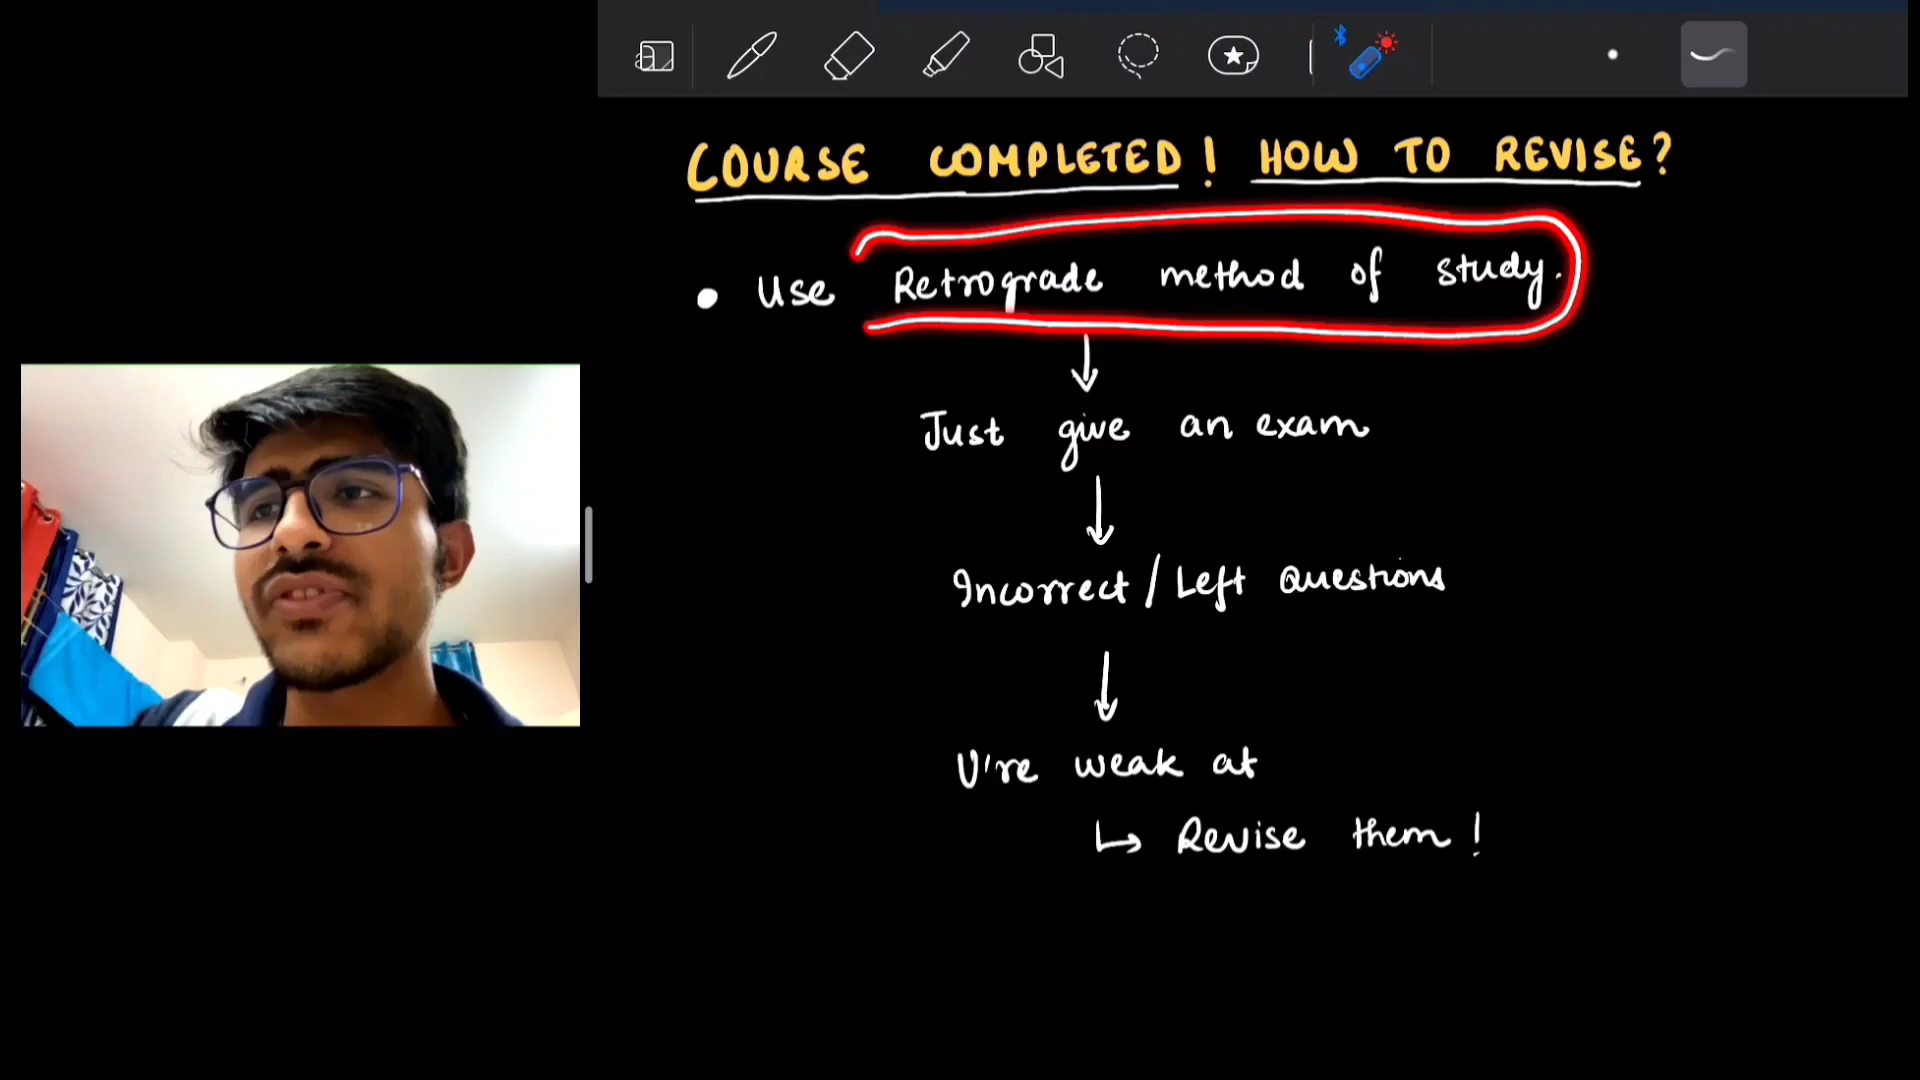 COURSE COMPLETED! HOW TO REVISE?
• Use Retrograde method of study.
↓
Just give an exam
↓
Incorrect/Left Questions
↓
U're weak at
↳ Revise them!